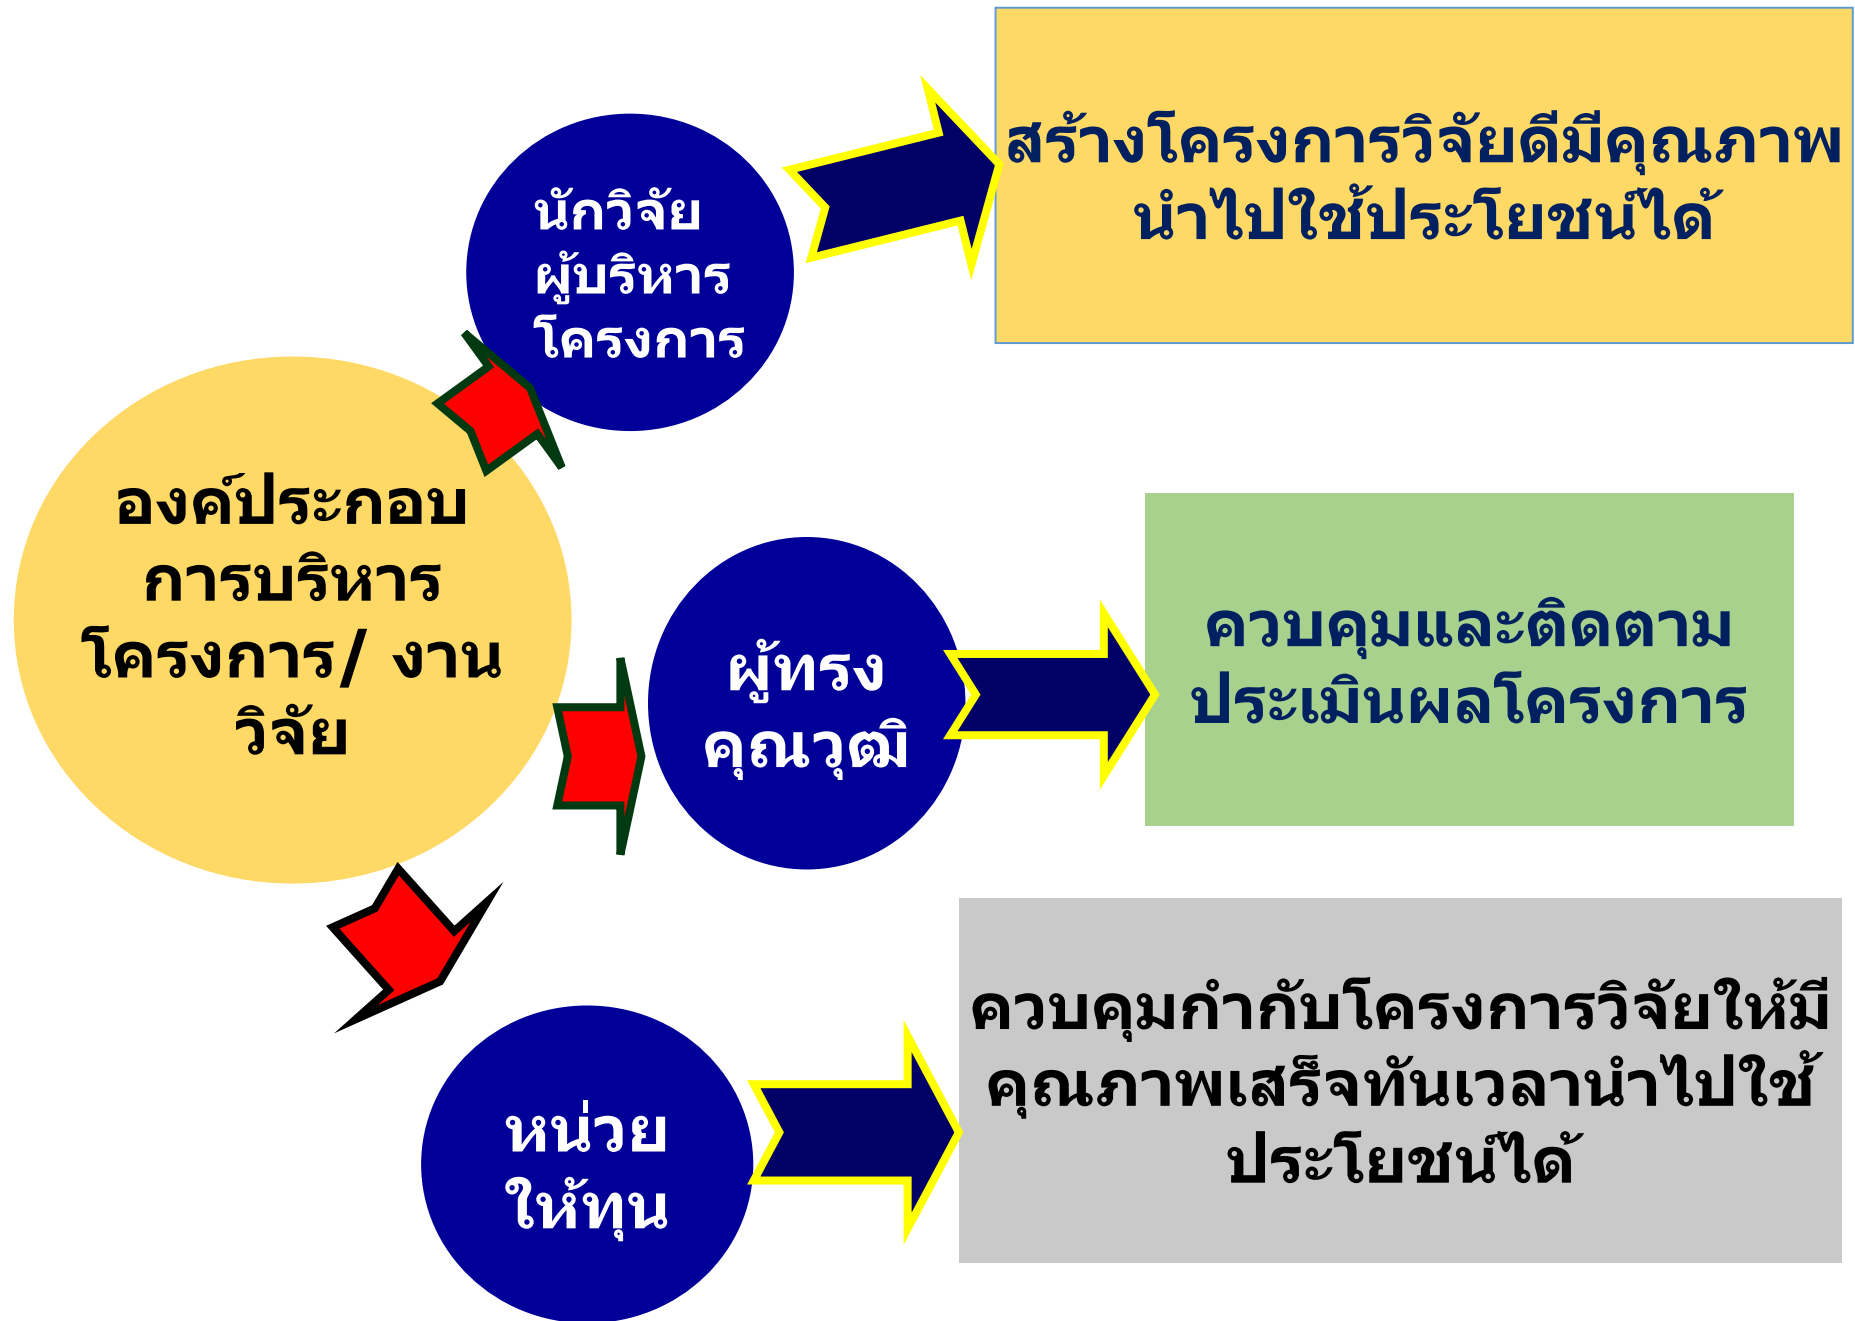 องค์ประกอบ
การบริหาร
โครงการ/ งาน
วิจัย
นักวิจัย
ผู้บริหาร
โครงการ
สร้างโครงการวิจัยดีมีคุณภาพ
นำไปใช้ประโยชน์ได้
ผู้ทรง
คุณวุฒิ
ควบคุมและติดตาม
ประเมินผลโครงการ
หน่วย
ให้ทุน
ควบคุมกำกับโครงการวิจัยให้มี
คุณภาพเสร็จทันเวลานำไปใช้
ประโยชน์ได้